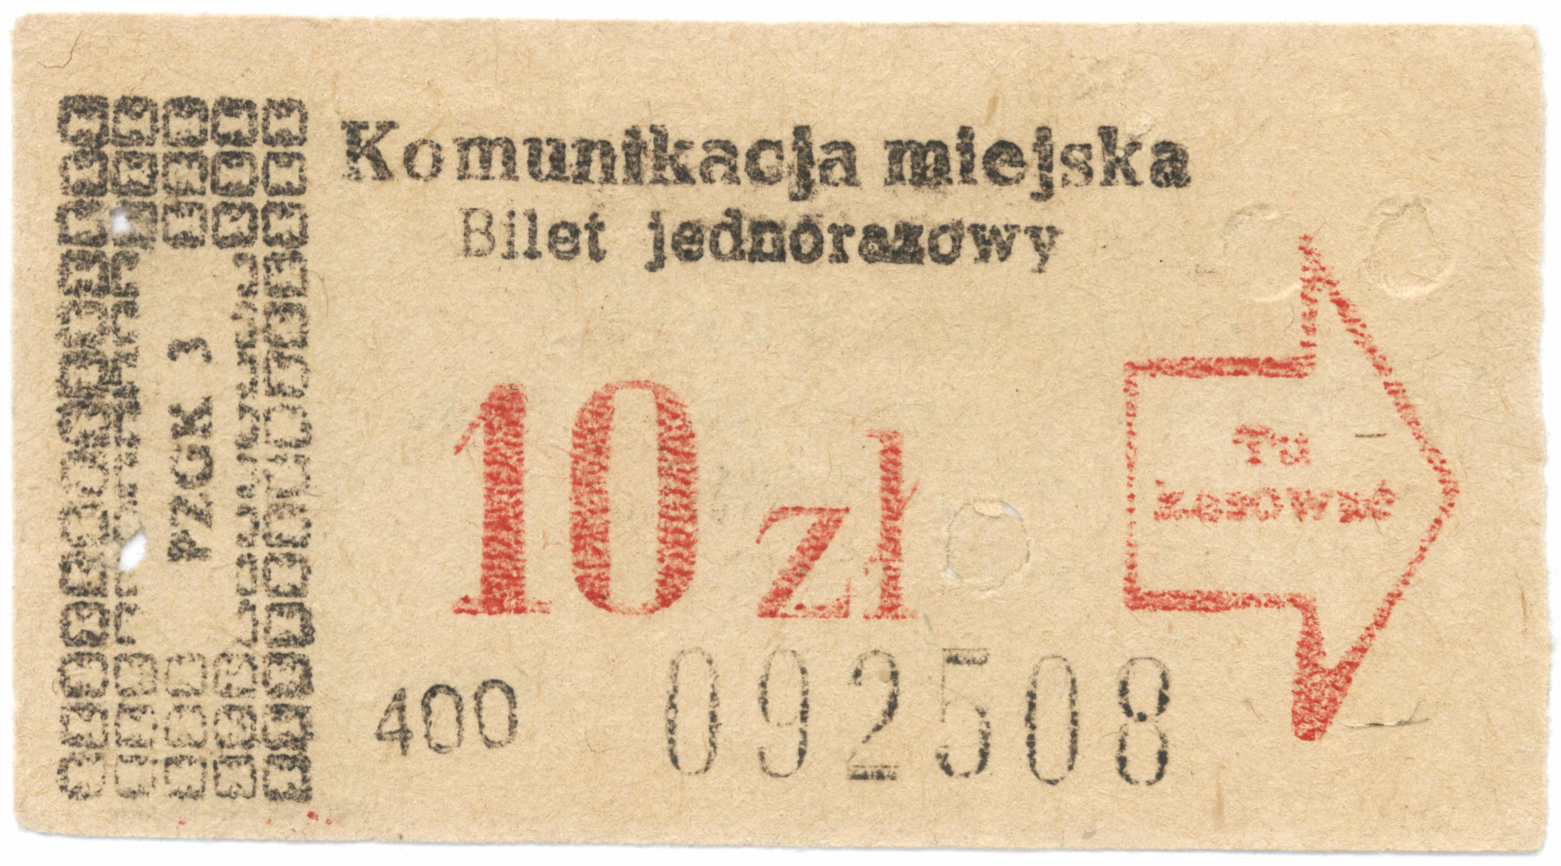 Komunikacja miejska
Bilet jednorazowy
PZGK 3
10 zł
Tu
kasować
400 092508